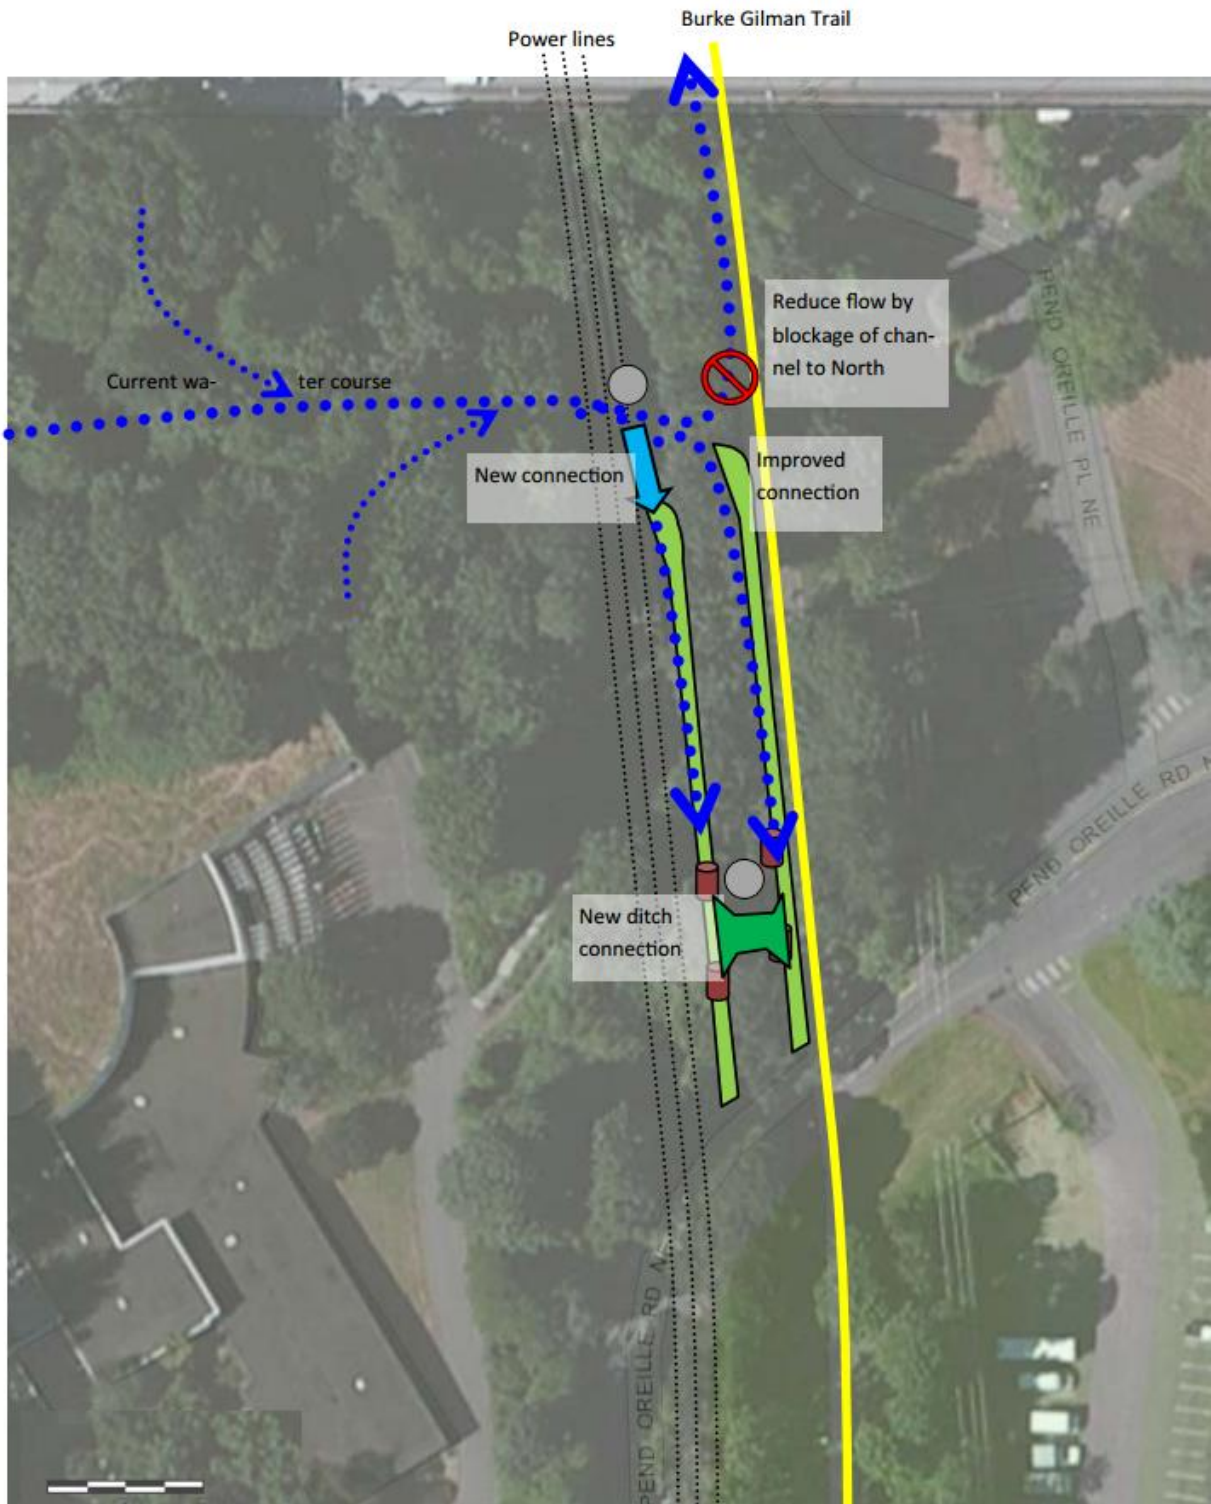 Burke Gilman Trail
Power lines
Reduce flow by
blockage of chan-
nel to North
Current wa- ter course
New connection
Improved
connection
PEND OREILLE PL NE
PEND OREILLE RD N
New ditch
connection
PEND OREILLE RD NE